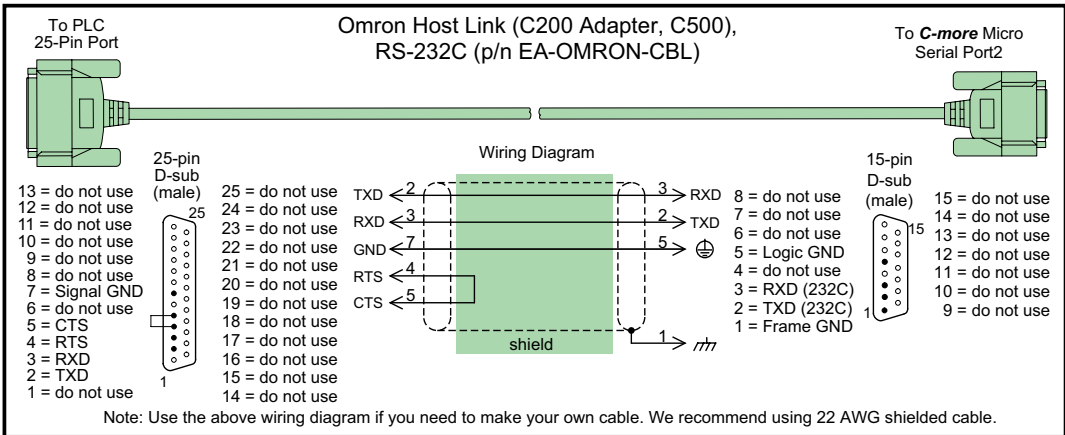 To PLC
25-Pin Port
Omron Host Link (C200 Adapter, C500),
RS-232C (p/n EA-OMRON-CBL)
To C-more Micro
Serial Port2
25-pin
D-sub
(male)
13 = do not use
12 = do not use
11 = do not use
10 = do not use
9 = do not use
8 = do not use
7 = Signal GND
6 = do not use
5 = CTS
4 = RTS
3 = RXD
2 = TXD
1 = do not use
25
1
25 = do not use
24 = do not use
23 = do not use
22 = do not use
21 = do not use
20 = do not use
19 = do not use
18 = do not use
17 = do not use
16 = do not use
15 = do not use
14 = do not use
Wiring Diagram
TXD 2 3 RXD
RXD 3 2 TXD
GND 7 5
RTS 4
CTS 5
shield
1
8 = do not use
7 = do not use
6 = do not use
5 = Logic GND
4 = do not use
3 = RXD (232C)
2 = TXD (232C)
1 = Frame GND
15-pin
D-sub
(male)
15
1
15 = do not use
14 = do not use
13 = do not use
12 = do not use
11 = do not use
10 = do not use
9 = do not use
Note: Use the above wiring diagram if you need to make your own cable. We recommend using 22 AWG shielded cable.